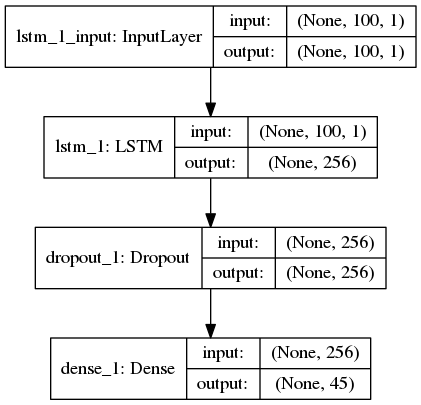 lstm_1_input: InputLayer
input: (None, 100, 1)
output: (None, 100, 1)
lstm_1: LSTM
input: (None, 100, 1)
output: (None, 256)
dropout_1: Dropout
input: (None, 256)
output: (None, 256)
dense_1: Dense
input: (None, 256)
output: (None, 45)